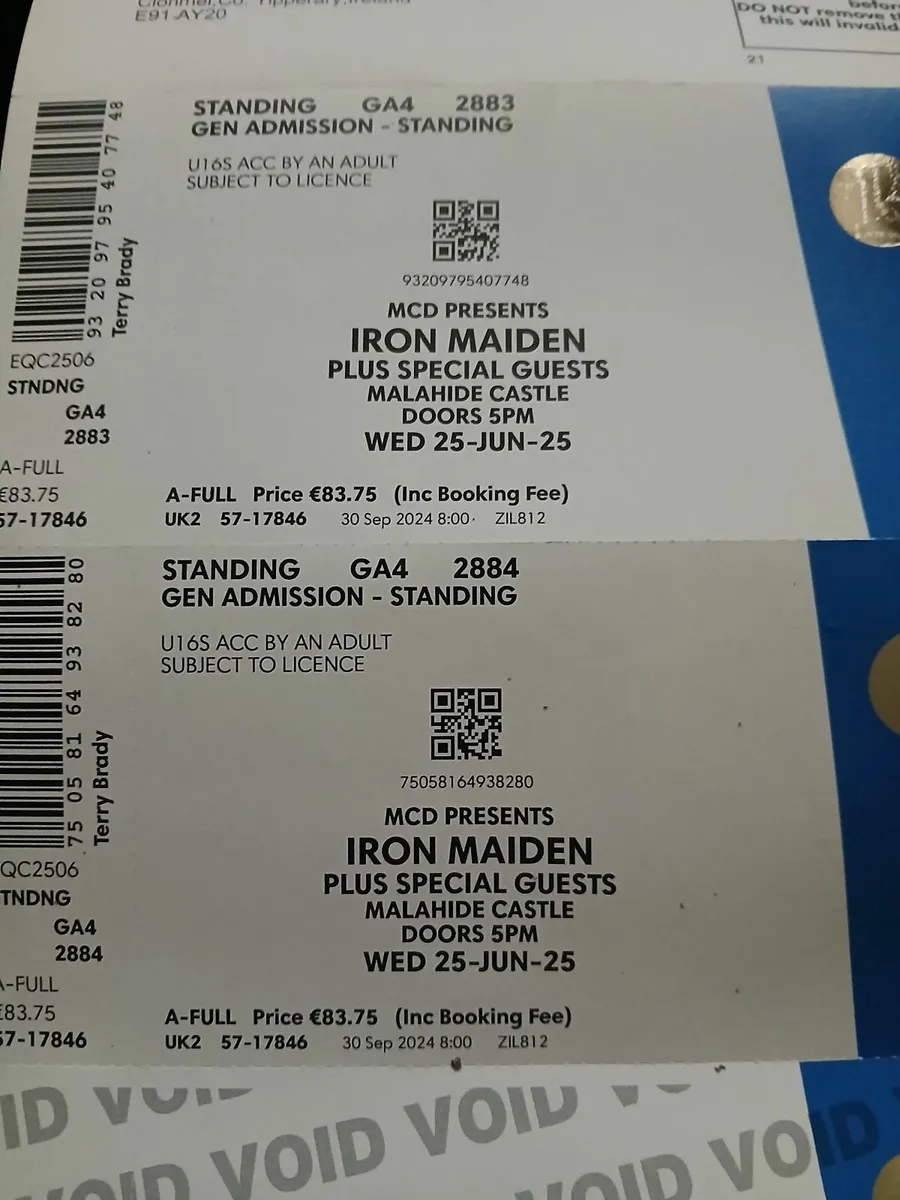 Clonmel,Co. Tipperary,Ireland
E91 AY20
DO NOT remove
this will invalid
21
STANDING GA4 2883
GEN ADMISSION - STANDING
U16S ACC BY AN ADULT
SUBJECT TO LICENCE
93209795407748
MCD PRESENTS
IRON MAIDEN
PLUS SPECIAL GUESTS
MALAHIDE CASTLE
DOORS 5PM
WED 25-JUN-25
A-FULL Price €83.75 (Inc Booking Fee)
UK2 57-17846 30 Sep 2024 8:00 ZIL812
93 20 97 95 40 77 48
Terry Brady
EQC2506
STNDNG
GA4
2883
A-FULL
€83.75
57-17846
STANDING GA4 2884
GEN ADMISSION - STANDING
U16S ACC BY AN ADULT
SUBJECT TO LICENCE
75058164938280
MCD PRESENTS
IRON MAIDEN
PLUS SPECIAL GUESTS
MALAHIDE CASTLE
DOORS 5PM
WED 25-JUN-25
A-FULL Price €83.75 (Inc Booking Fee)
UK2 57-17846 30 Sep 2024 8:00 ZIL812
75 05 81 64 93 82 80
Terry Brady
QC2506
TNDNG
GA4
2884
A-FULL
€83.75
57-17846
ID VOID VOID VOID VOID VOID
VOID VOID